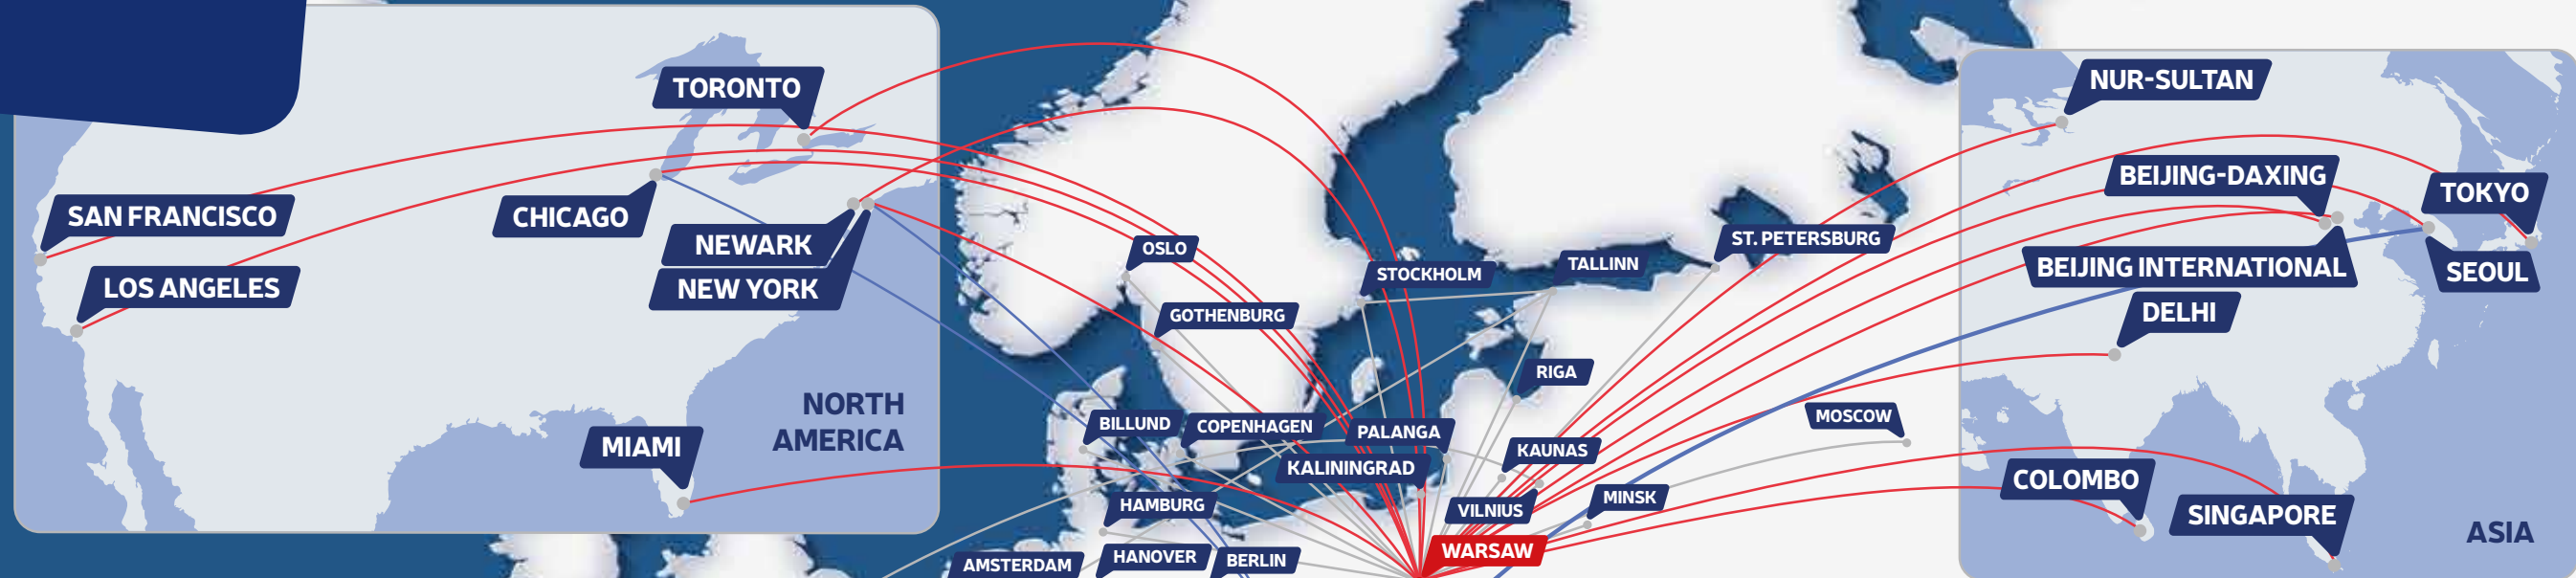 TORONTO
SAN FRANCISCO
CHICAGO
NEWARK
NEW YORK
LOS ANGELES
NORTH
AMERICA
MIAMI
OSLO
GOTHENBURG
STOCKHOLM
TALLINN
ST. PETERSBURG
RIGA
BILLUND
COPENHAGEN
PALANGA
KALININGRAD
KAUNAS
MOSCOW
HAMBURG
VILNIUS
MINSK
AMSTERDAM
HANOVER
BERLIN
WARSAW
NUR-SULTAN
BEIJING-DAXING
TOKYO
BEIJING INTERNATIONAL
SEOUL
DELHI
COLOMBO
SINGAPORE
ASIA